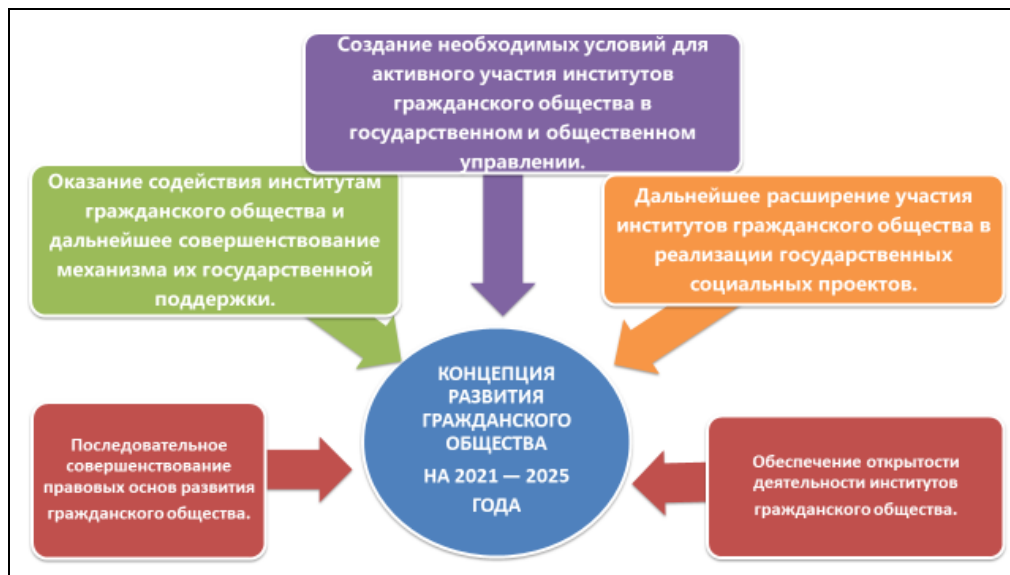 Создание необходимых условий для
активного участия институтов
гражданского общества в
государственном и общественном
управлении.
Оказание содействия институтам
гражданского общества и
дальнейшее совершенствование
механизма их государственной
поддержки.
Дальнейшее расширение участия
институтов гражданского общества в
реализации государственных
социальных проектов.
КОНЦЕПЦИЯ
РАЗВИТИЯ
ГРАЖДАНСКОГО
ОБЩЕСТВА
НА 2021 — 2025
ГОДА
Последовательное
совершенствование
правовых основ развития
гражданского общества.
Обеспечение открытости
деятельности институтов
гражданского общества.